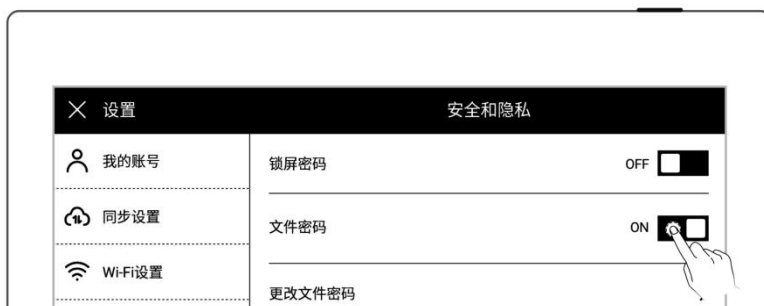 设置
安全和隐私
我的账号
锁屏密码
OFF
同步设置
文件密码
ON
Wi-Fi设置
更改文件密码